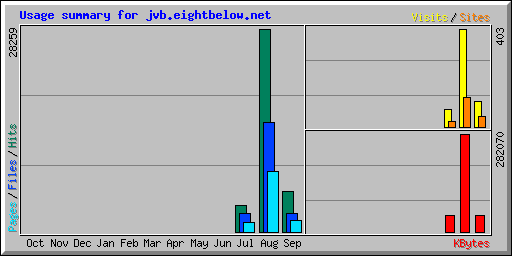 Usage summary for jvb.eightbelow.net
Visits / Sites
28259
403
Pages / Files / Hits
282070
Oct Nov Dec Jan Feb Mar Apr May Jun Jul Aug Sep
KBytes